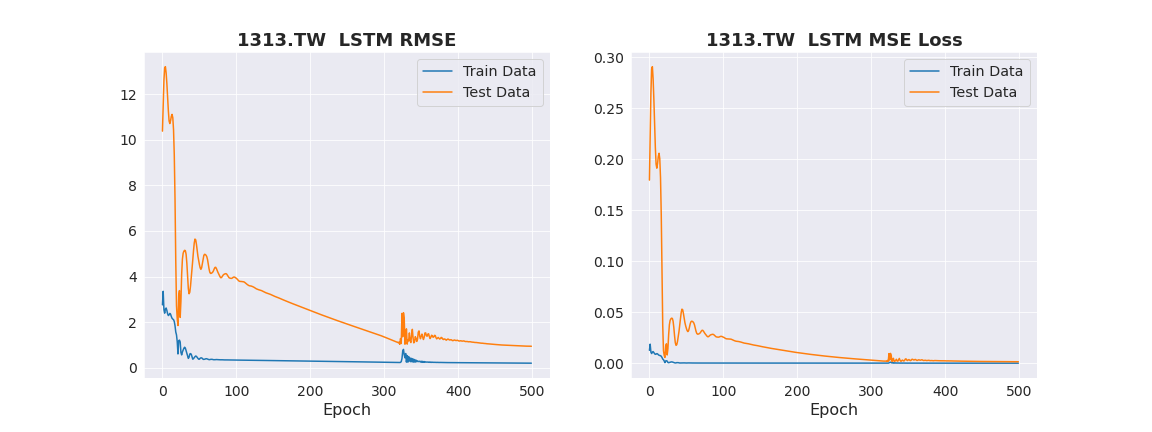 1313.TW  LSTM RMSE
Train Data
Test Data
12
10
8
6
4
2
0
0 100 200 300 400 500
Epoch
1313.TW  LSTM MSE Loss
Train Data
Test Data
0.30
0.25
0.20
0.15
0.10
0.05
0.00
0 100 200 300 400 500
Epoch